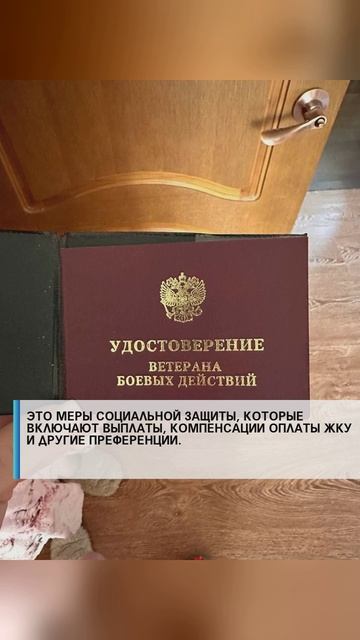 УДОСТОВЕРЕНИЕ
ВЕТЕРАНА
БОЕВЫХ ДЕЙСТВИЙ
ЭТО МЕРЫ СОЦИАЛЬНОЙ ЗАЩИТЫ, КОТОРЫЕ
ВКЛЮЧАЮТ ВЫПЛАТЫ, КОМПЕНСАЦИИ ОПЛАТЫ ЖКУ
И ДРУГИЕ ПРЕФЕРЕНЦИИ.